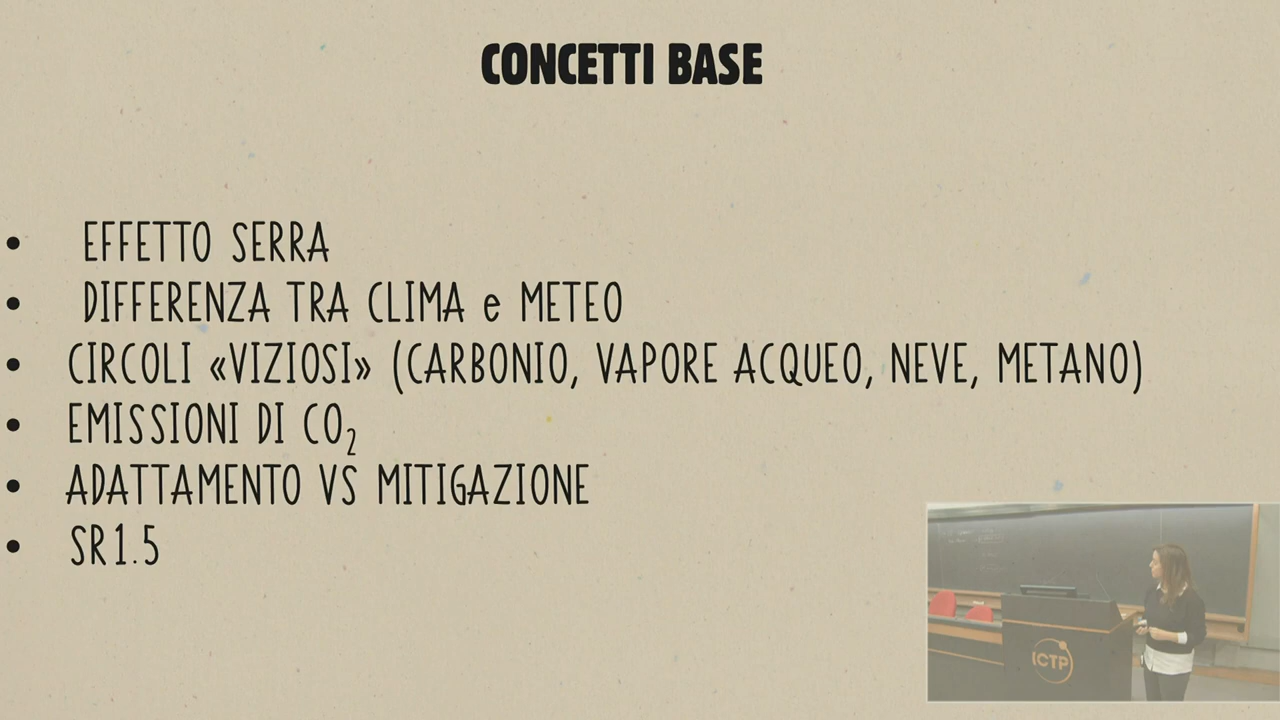 CONCETTI BASE
• EFFETTO SERRA
• DIFFERENZA TRA CLIMA e METEO
• CIRCOLI «VIZIOSI» (CARBONIO, VAPORE ACQUEO, NEVE, METANO)
• EMISSIONI DI CO₂
• ADATTAMENTO VS MITIGAZIONE
• SR1.5
ICTP